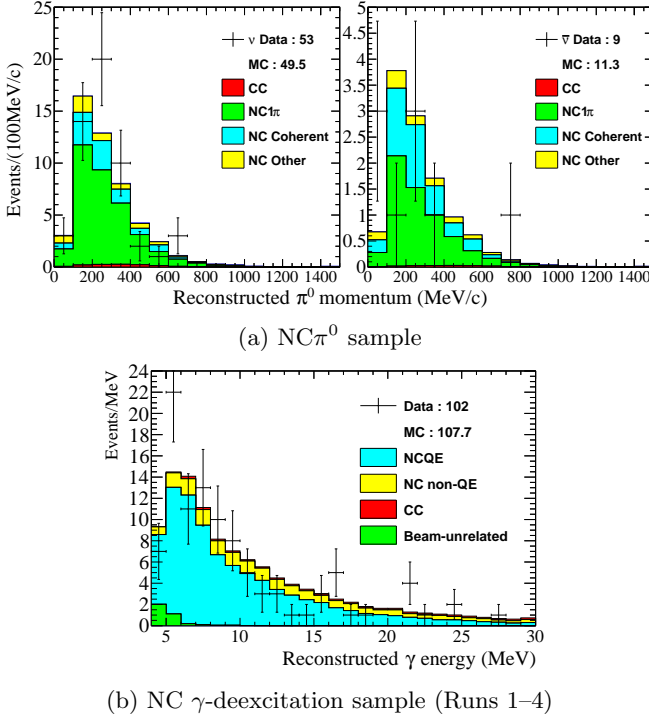 Events/(100MeV/c)
25
20
15
10
5
0
ν Data : 53
MC : 49.5
CC
NC1π
NC Coherent
NC Other
5
4.5
4
3.5
3
2.5
2
1.5
1
0.5
0
ν̅ Data : 9
MC : 11.3
CC
NC1π
NC Coherent
NC Other
200 400 600 800 1000 1400
200 400 600 800 1000 1400
Reconstructed π⁰ momentum (MeV/c)
(a) NCπ⁰ sample
Events/MeV
24
22
20
18
16
14
12
10
8
6
4
2
0
Data : 102
MC : 107.7
NCQE
NC non-QE
CC
Beam-unrelated
5 10 15 20 25 30
Reconstructed γ energy (MeV)
(b) NC γ-deexcitation sample (Runs 1–4)